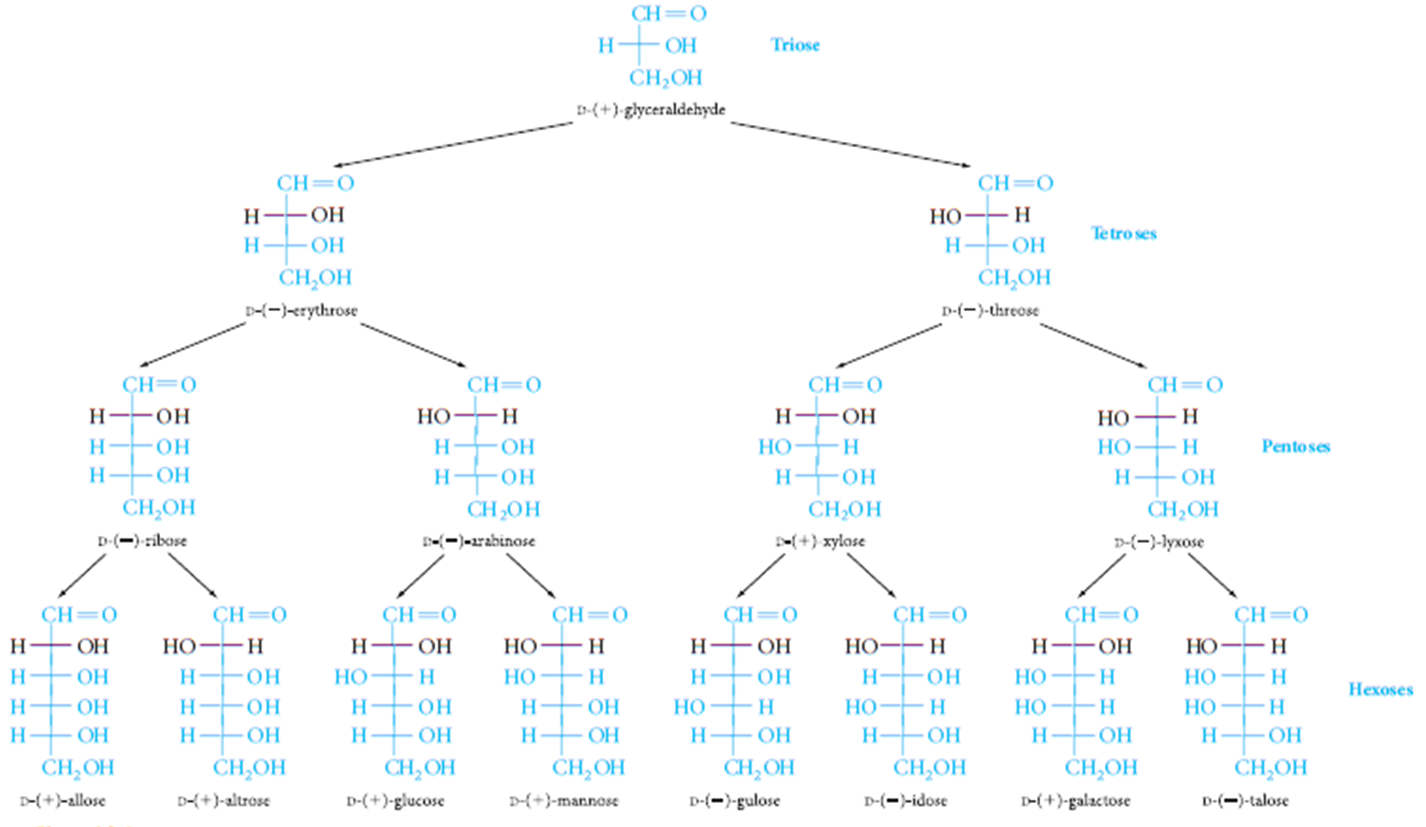 CH=O
H OH Triose
CH₂OH
D-(+)-glyceraldehyde
CH=O CH=O
H OH HO H
Tetroses
H OH H OH
CH₂OH CH₂OH
D-(−)-erythrose D-(−)-threose
CH=O CH=O CH=O CH=O
H OH HO H H OH HO H
H OH H OH HO H HO H Pentoses
H OH H OH H OH H OH
CH₂OH CH₂OH CH₂OH CH₂OH
D-(−)-ribose D-(−)-arabinose D-(+)-xylose D-(−)-lyxose
CH=O CH=O CH=O CH=O CH=O CH=O CH=O CH=O
H OH HO H H OH HO H H OH HO H H OH HO H
H OH H OH HO H HO H H OH H OH HO H HO H
Hexoses
H OH H OH H OH H OH HO H HO H HO H HO H
H OH H OH H OH H OH H OH H OH H OH H OH
CH₂OH CH₂OH CH₂OH CH₂OH CH₂OH CH₂OH CH₂OH CH₂OH
D-(+)-allose D-(+)-altrose D-(+)-glucose D-(+)-mannose D-(−)-gulose D-(−)-idose D-(+)-galactose D-(−)-talose